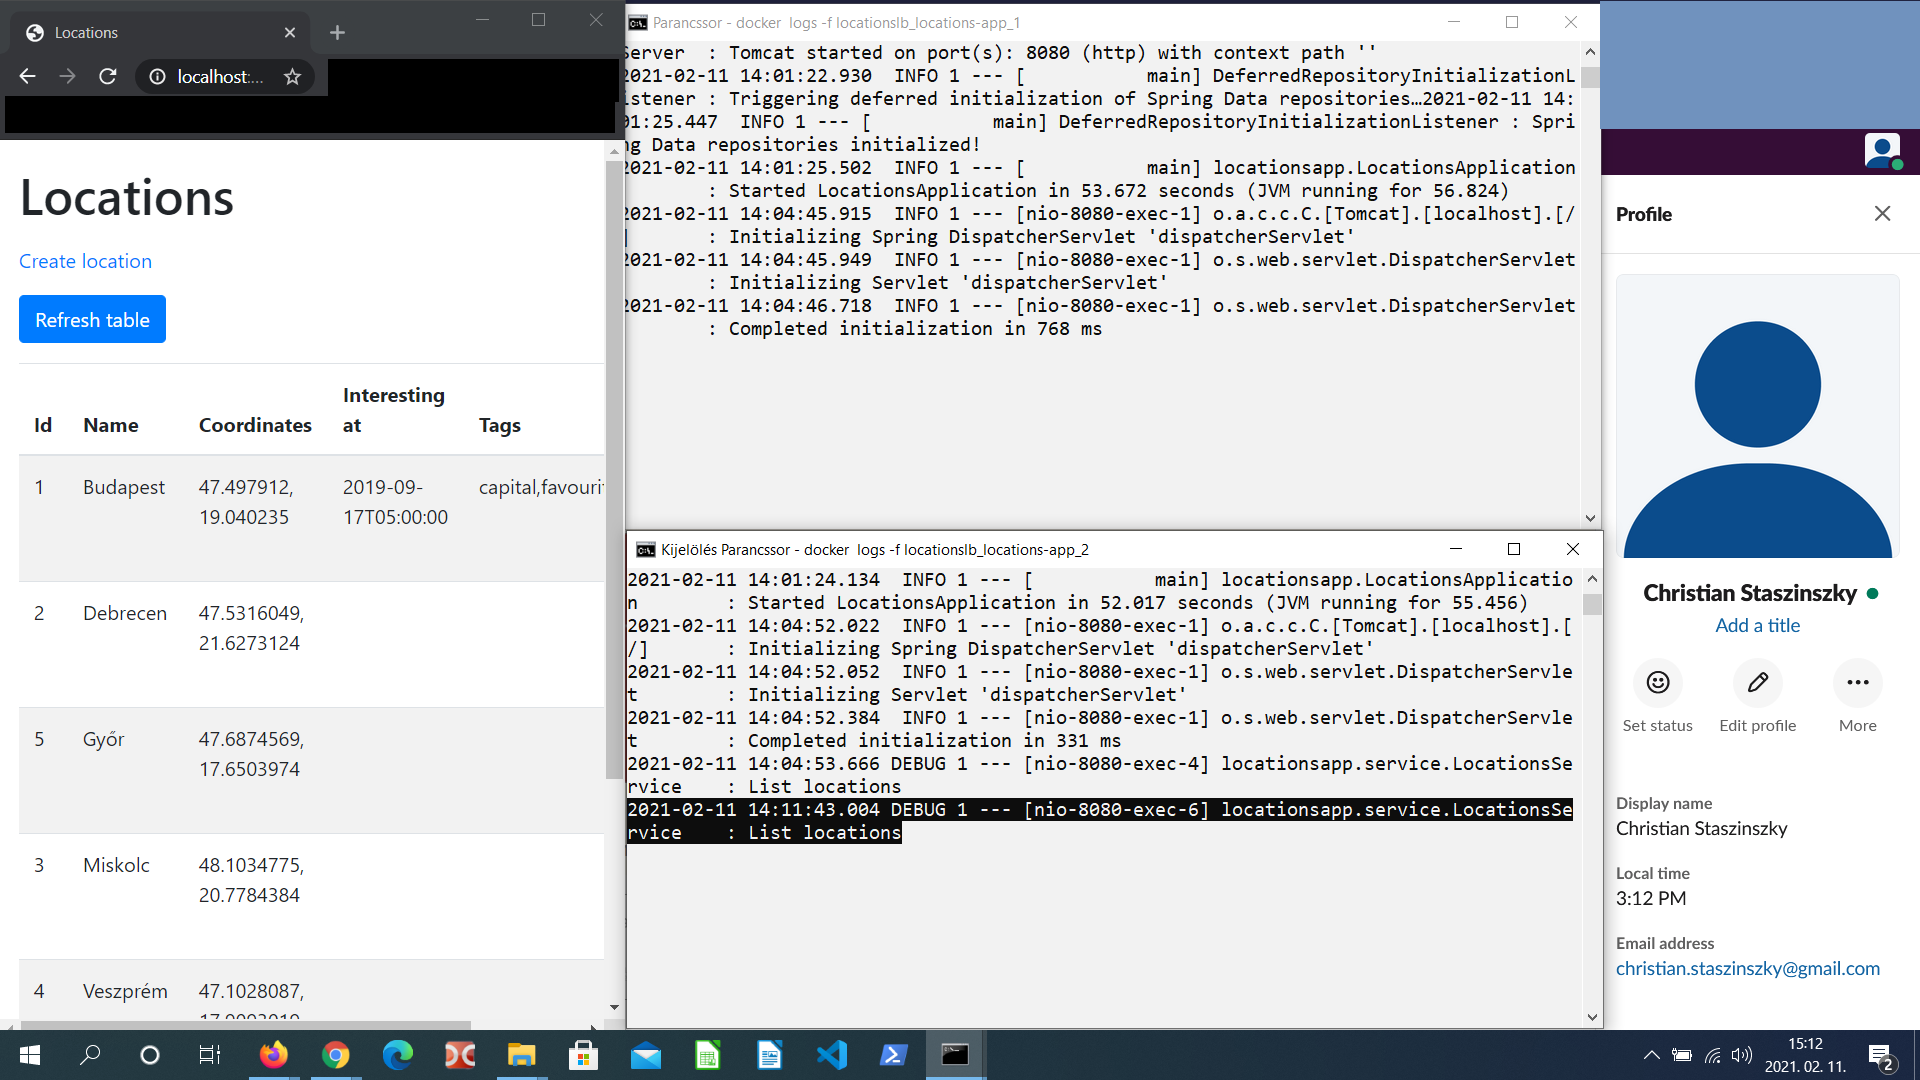 Locations
localhost:...
Locations
Create location
Refresh table
Id
Name
Coordinates
Interesting
at
Tags
1
Budapest
47.497912,
19.040235
2019-09-
17T05:00:00
2
Debrecen
47.5316049,
21.6273124
5
Győr
47.6874569,
17.6503974
3
Miskolc
48.1034775,
20.7784384
4
Veszprém
47.1028087,
Parancssor - docker  logs -f locationslb_locations-app_1
Server  : Tomcat started on port(s): 8080 (http) with context path ''
2021-02-11 14:01:22.930  INFO 1 --- [           main] DeferredRepositoryInitializationL
istener : Triggering deferred initialization of Spring Data repositories…2021-02-11 14:
01:25.447  INFO 1 --- [           main] DeferredRepositoryInitializationListener : Spri
ng Data repositories initialized!
2021-02-11 14:01:25.502  INFO 1 --- [           main] locationsapp.LocationsApplication
        : Started LocationsApplication in 53.672 seconds (JVM running for 56.824)
2021-02-11 14:04:45.915  INFO 1 --- [nio-8080-exec-1] o.a.c.c.C.[Tomcat].[localhost].[/
]       : Initializing Spring DispatcherServlet 'dispatcherServlet'
2021-02-11 14:04:45.949  INFO 1 --- [nio-8080-exec-1] o.s.web.servlet.DispatcherServlet
        : Initializing Servlet 'dispatcherServlet'
2021-02-11 14:04:46.718  INFO 1 --- [nio-8080-exec-1] o.s.web.servlet.DispatcherServlet
        : Completed initialization in 768 ms
Kijelölés Parancssor - docker  logs -f locationslb_locations-app_2
2021-02-11 14:01:24.134  INFO 1 --- [           main] locationsapp.LocationsApplicatio
n        : Started LocationsApplication in 52.017 seconds (JVM running for 55.456)
2021-02-11 14:04:52.022  INFO 1 --- [nio-8080-exec-1] o.a.c.c.C.[Tomcat].[localhost].[
/]       : Initializing Spring DispatcherServlet 'dispatcherServlet'
2021-02-11 14:04:52.052  INFO 1 --- [nio-8080-exec-1] o.s.web.servlet.DispatcherServle
t        : Initializing Servlet 'dispatcherServlet'
2021-02-11 14:04:52.384  INFO 1 --- [nio-8080-exec-1] o.s.web.servlet.DispatcherServle
t        : Completed initialization in 331 ms
2021-02-11 14:04:53.666 DEBUG 1 --- [nio-8080-exec-4] locationsapp.service.LocationsSe
rvice    : List locations
2021-02-11 14:11:43.004 DEBUG 1 --- [nio-8080-exec-6] locationsapp.service.LocationsSe
rvice    : List locations
Profile
Christian Staszinszky
Add a title
Set status
Edit profile
More
Display name
Christian Staszinszky
Local time
3:12 PM
Email address
christian.staszinszky@gmail.com
15:12
2021. 02. 11.
2